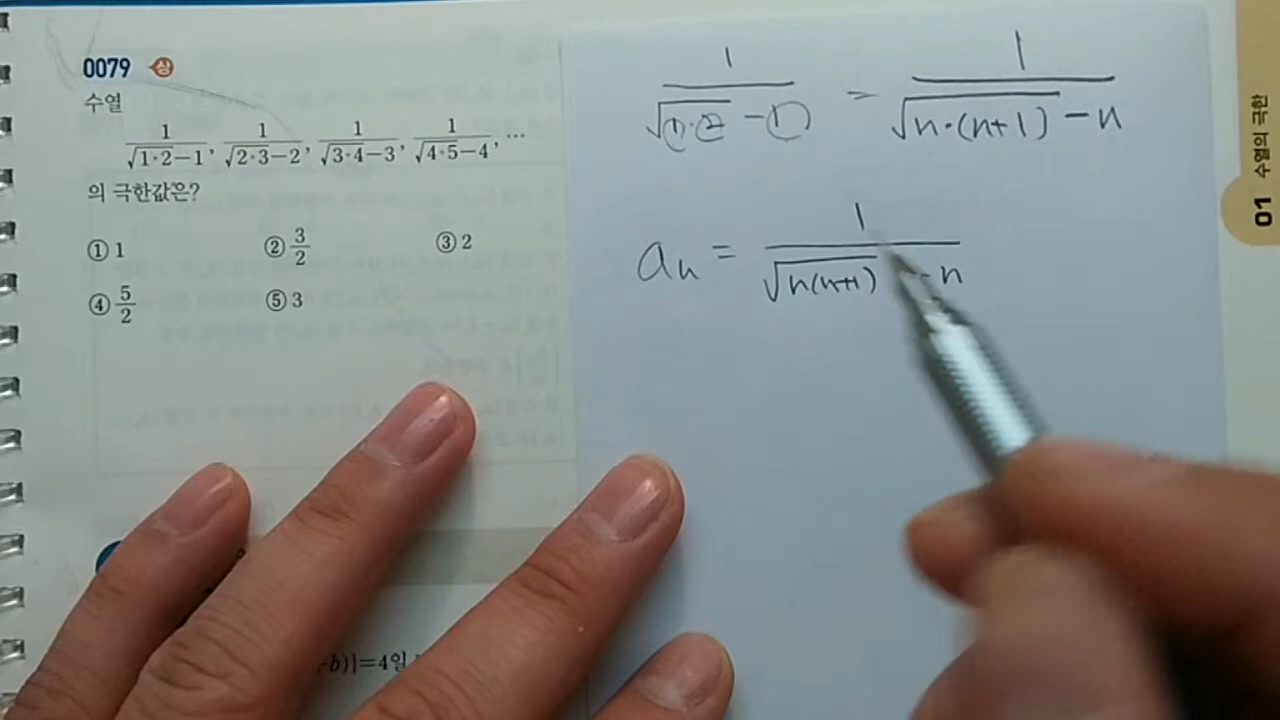 0079 상
수열
1/(√1·2−1), 1/(√2·3−2), 1/(√3·4−3), 1/(√4·5−4), ⋯
의 극한값은?
① 1 ② 3/2 ③ 2
④ 5/2 ⑤ 3
-b)}=4일
1/(√①·②−①) = 1/(√n·(n+1)−n)
an = 1/(√n(n+1)−n)
01 수열의 극한